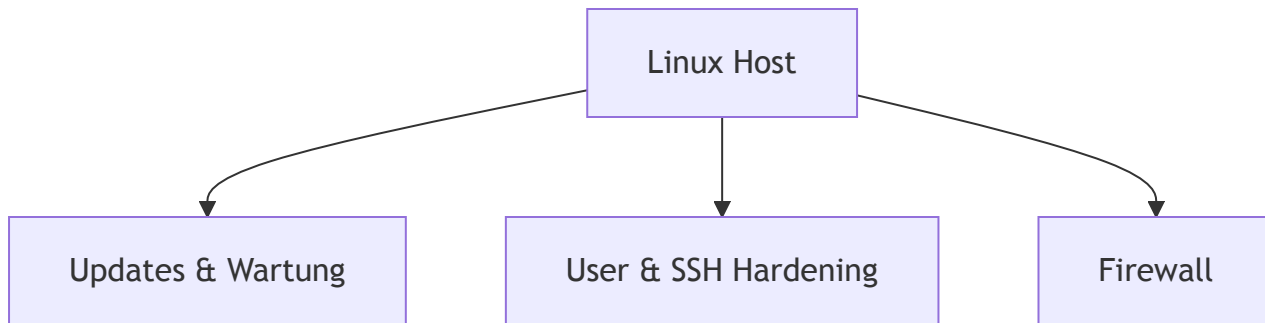 Linux Host
Updates & Wartung
User & SSH Hardening
Firewall